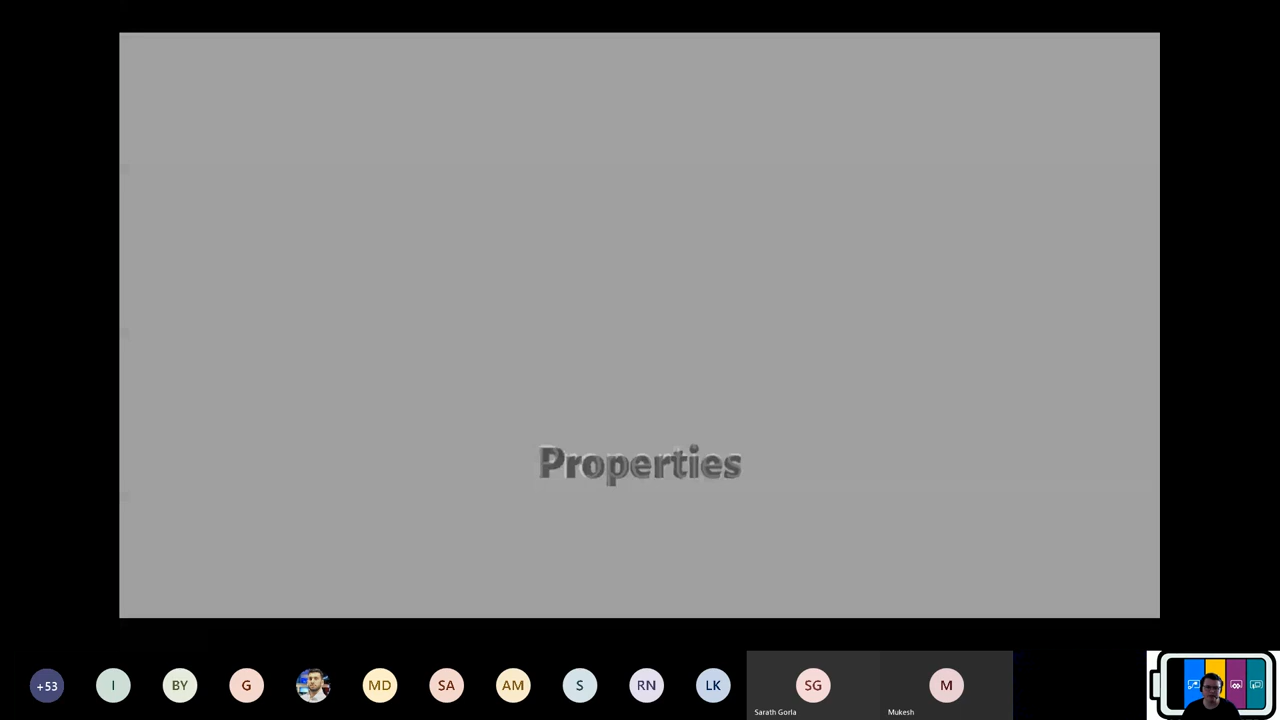 Properties
+53
I
BY
G
MD
SA
AM
S
RN
LK
SG
M
Sarath Gorla
Mukesh